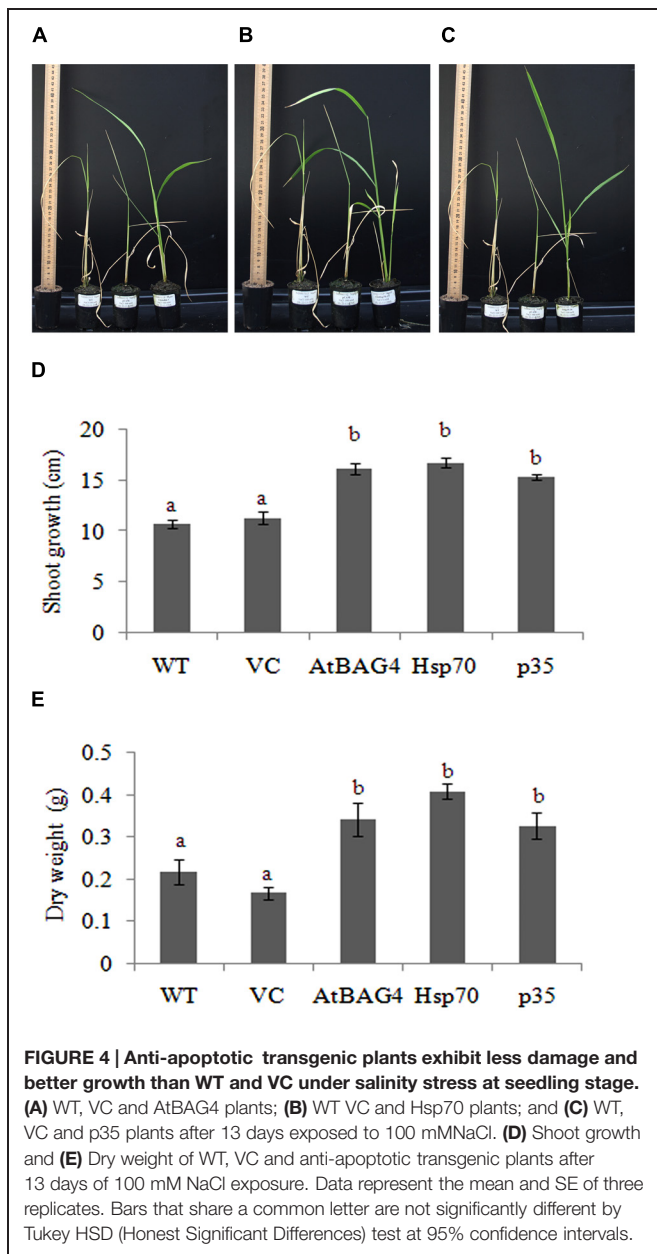 A
B
C
D
Shoot growth (cm)
20
15
10
5
0
a
a
b
b
b
WT
VC
AtBAG4
Hsp70
p35
E
Dry weight (g)
0.5
0.4
0.3
0.2
0.1
0
a
a
b
b
b
WT
VC
AtBAG4
Hsp70
p35
FIGURE 4 | Anti-apoptotic transgenic plants exhibit less damage and
better growth than WT and VC under salinity stress at seedling stage.
(A) WT, VC and AtBAG4 plants; (B) WT VC and Hsp70 plants; and (C) WT,
VC and p35 plants after 13 days exposed to 100 mMNaCl. (D) Shoot growth
and (E) Dry weight of WT, VC and anti-apoptotic transgenic plants after
13 days of 100 mM NaCl exposure. Data represent the mean and SE of three
replicates. Bars that share a common letter are not significantly different by
Tukey HSD (Honest Significant Differences) test at 95% confidence intervals.